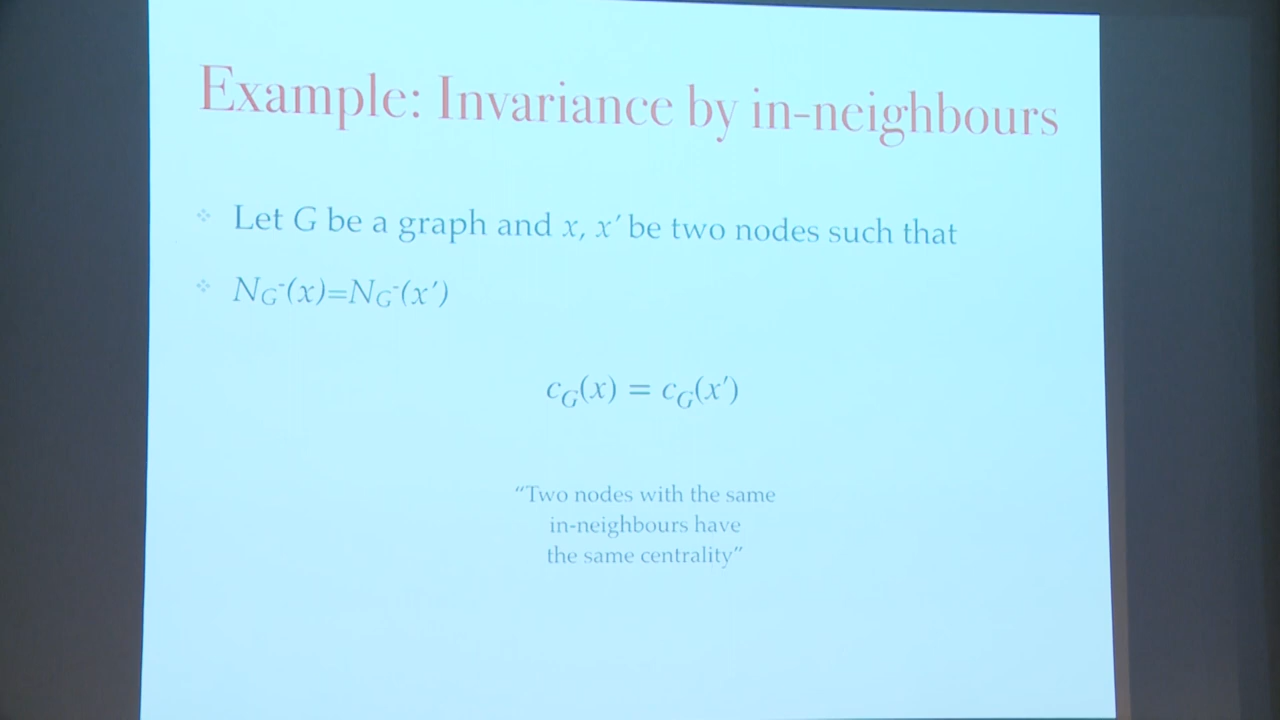 Example: Invariance by in-neighbours
Let G be a graph and x, x′ be two nodes such that
N_G⁻(x)=N_G⁻(x′)
c_G(x) = c_G(x′)
“Two nodes with the same
in-neighbours have
the same centrality”